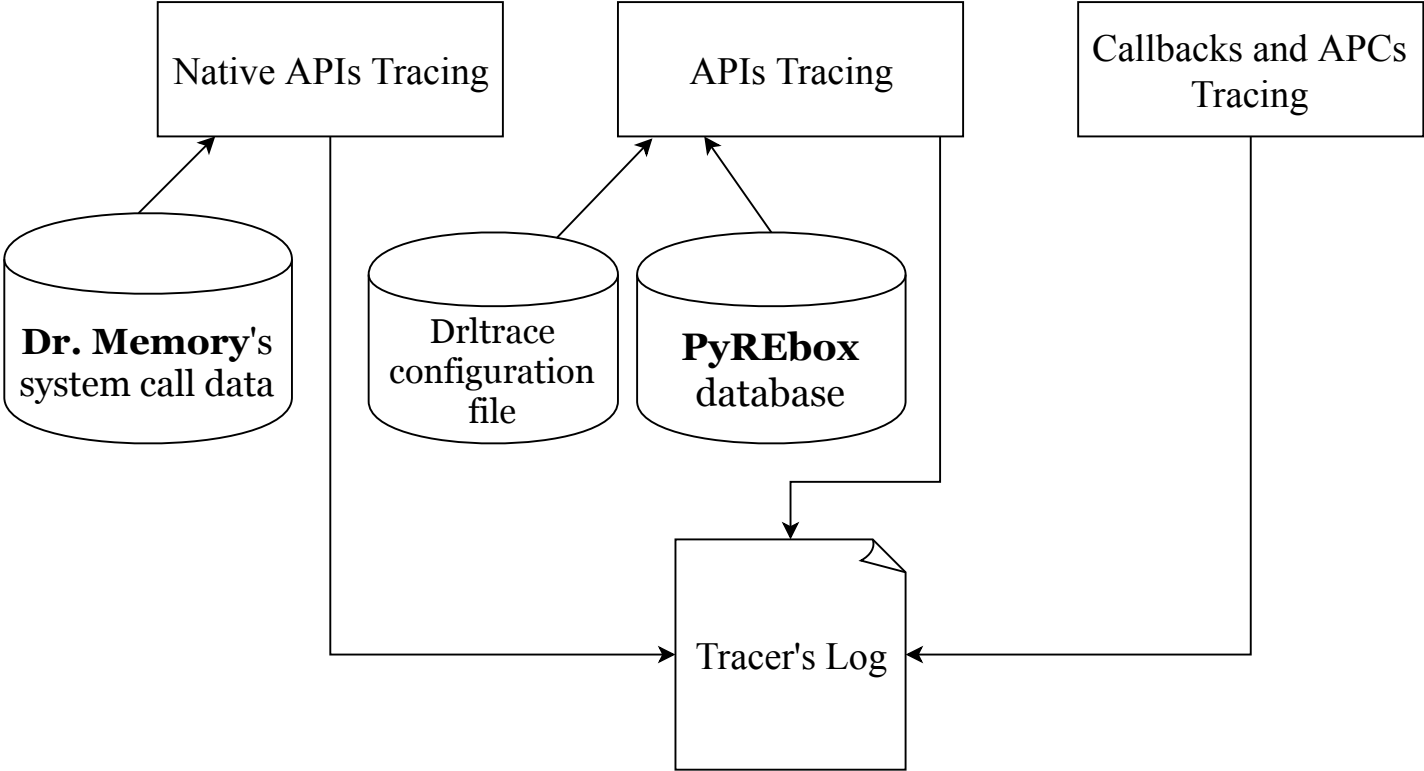 Native APIs Tracing
APIs Tracing
Callbacks and APCs
Tracing
Dr. Memory's
system call data
Drltrace
configuration
file
PyREbox
database
Tracer's Log